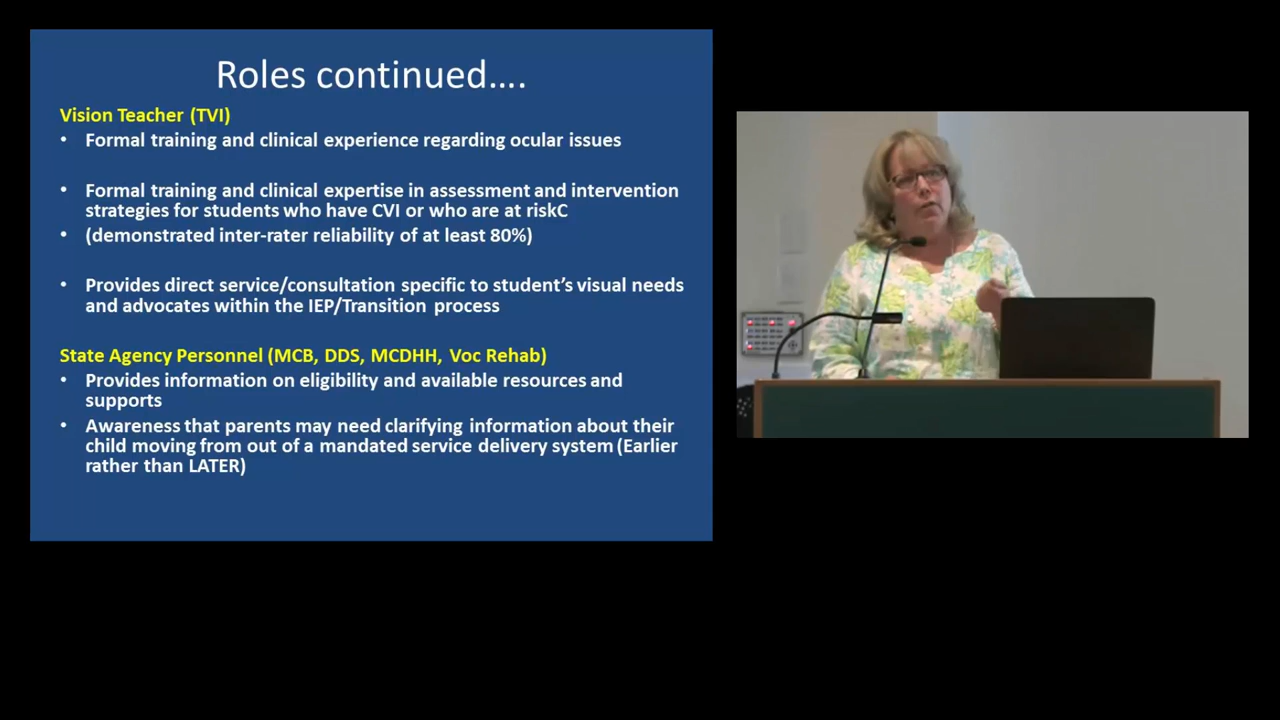 Roles continued....
Vision Teacher (TVI)
• Formal training and clinical experience regarding ocular issues
• Formal training and clinical expertise in assessment and intervention
strategies for students who have CVI or who are at riskC
• (demonstrated inter-rater reliability of at least 80%)
• Provides direct service/consultation specific to student's visual needs
and advocates within the IEP/Transition process
State Agency Personnel (MCB, DDS, MCDHH, Voc Rehab)
• Provides information on eligibility and available resources and
supports
• Awareness that parents may need clarifying information about their
child moving from out of a mandated service delivery system (Earlier
rather than LATER)